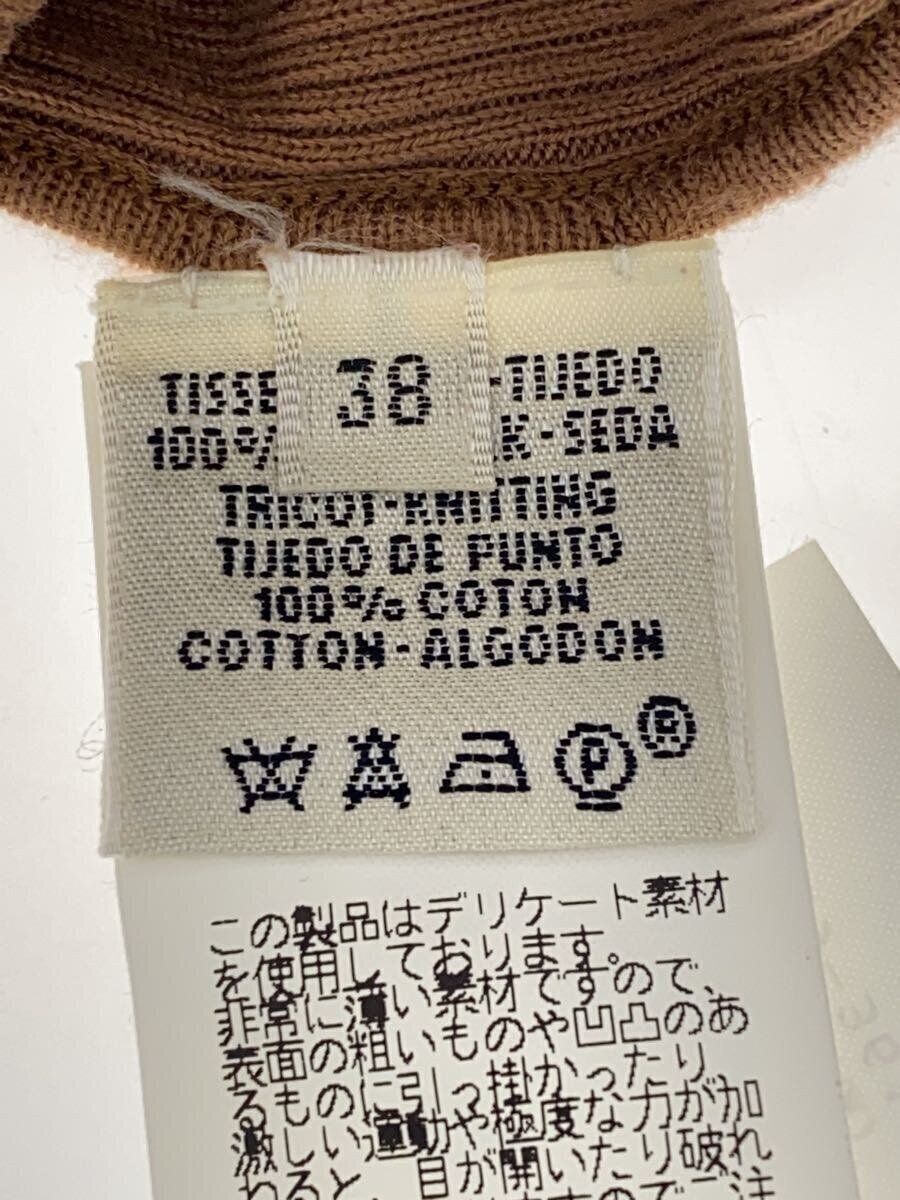 38
TISSE -TIJEDO
100% K-SEDA
TRICOT-KNITTING
TIJEDO DE PUNTO
100% COTON
COTTON-ALGODON
P ®
この製品はデリケート素材
を使用しております。
非常に薄い素材ですので、
表面の粗いものや凹凸のあ
るものに引っ掛かったり
激しい運動や極度な力が加
わると、目が開いたり破れ